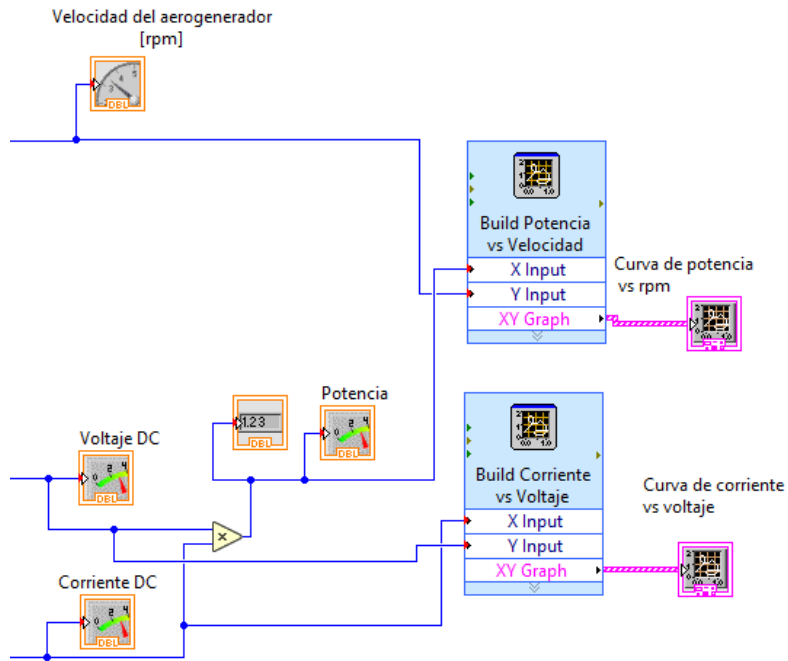 Velocidad del aerogenerador
[rpm]
DBL
Build Potencia
vs Velocidad
X Input
Y Input
XY Graph
Curva de potencia
vs rpm
Potencia
1.23
DBL
DBL
Voltaje DC
DBL
Build Corriente
vs Voltaje
X Input
Y Input
XY Graph
Curva de corriente
vs voltaje
×
Corriente DC
DBL